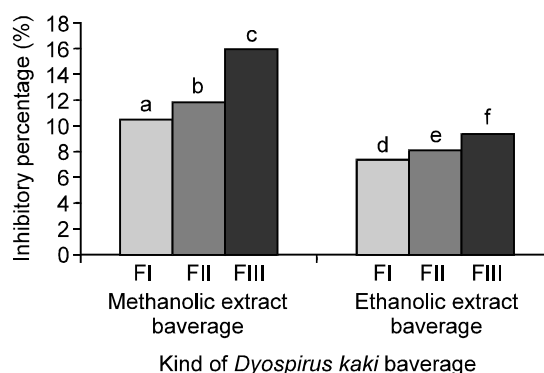 Inhibitory percentage (%)
18
16
14
12
10
8
6
4
2
0
a
b
c
d
e
f
FI FII FIII FI FII FIII
Methanolic extract baverage
Ethanolic extract baverage
Kind of Dyospirus kaki baverage